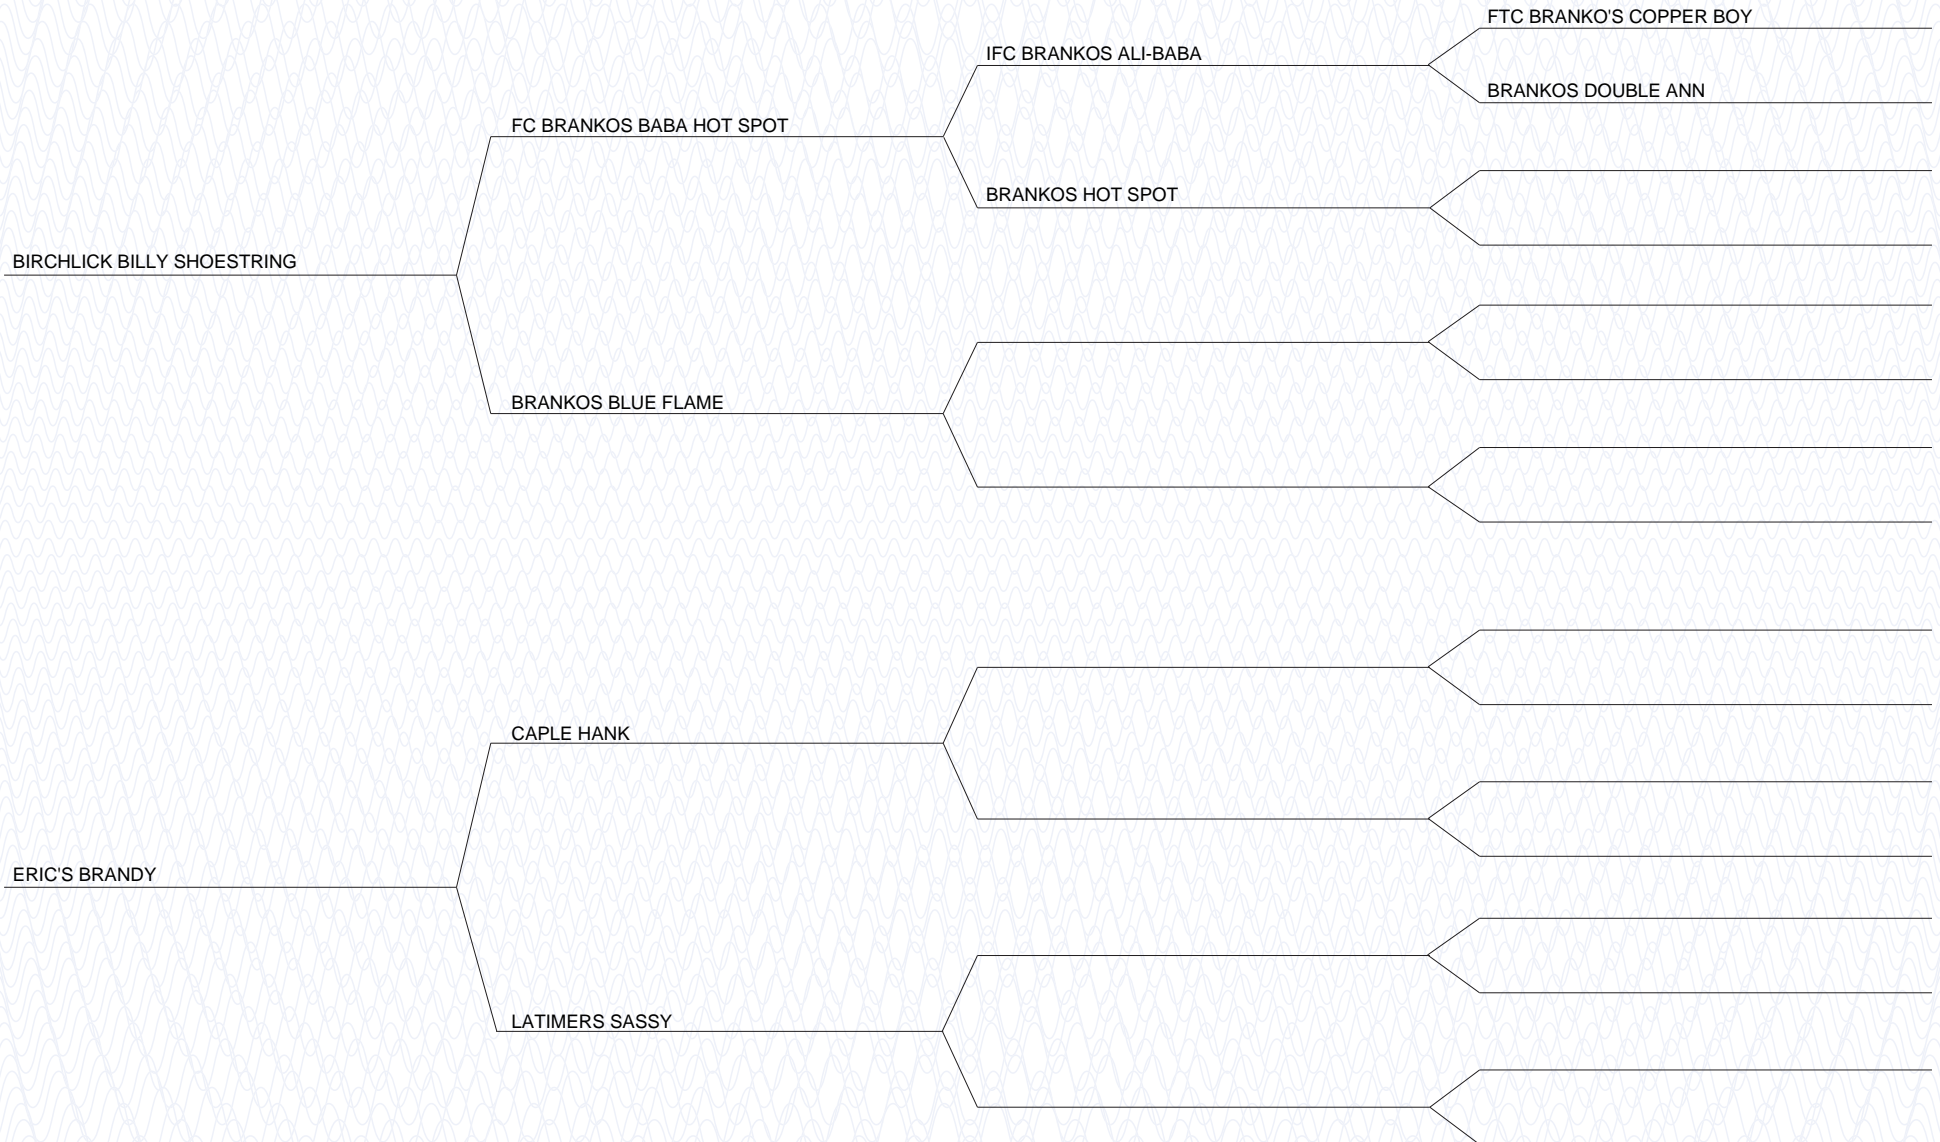 FTC BRANKO'S COPPER BOY
IFC BRANKOS ALI-BABA
BRANKOS DOUBLE ANN
FC BRANKOS BABA HOT SPOT
BRANKOS HOT SPOT
BIRCHLICK BILLY SHOESTRING
BRANKOS BLUE FLAME
CAPLE HANK
ERIC'S BRANDY
LATIMERS SASSY